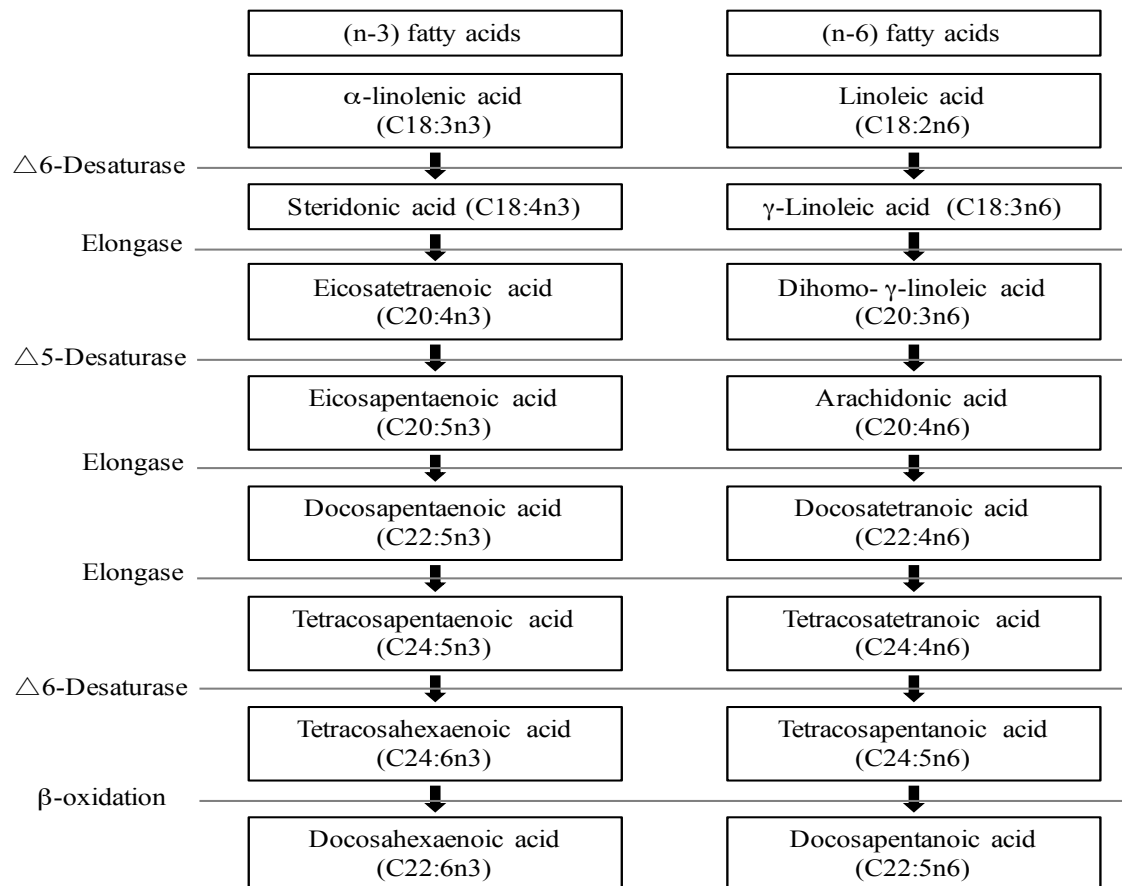 (n-3) fatty acids
(n-6) fatty acids
α-linolenic acid
(C18:3n3)
Linoleic acid
(C18:2n6)
△6-Desaturase
Steridonic acid (C18:4n3)
γ-Linoleic acid (C18:3n6)
Elongase
Eicosatetraenoic acid
(C20:4n3)
Dihomo- γ-linoleic acid
(C20:3n6)
△5-Desaturase
Eicosapentaenoic acid
(C20:5n3)
Arachidonic acid
(C20:4n6)
Elongase
Docosapentaenoic acid
(C22:5n3)
Docosatetranoic acid
(C22:4n6)
Elongase
Tetracosapentaenoic acid
(C24:5n3)
Tetracosatetranoic acid
(C24:4n6)
△6-Desaturase
Tetracosahexaenoic acid
(C24:6n3)
Tetracosapentanoic acid
(C24:5n6)
β-oxidation
Docosahexaenoic acid
(C22:6n3)
Docosapentanoic acid
(C22:5n6)